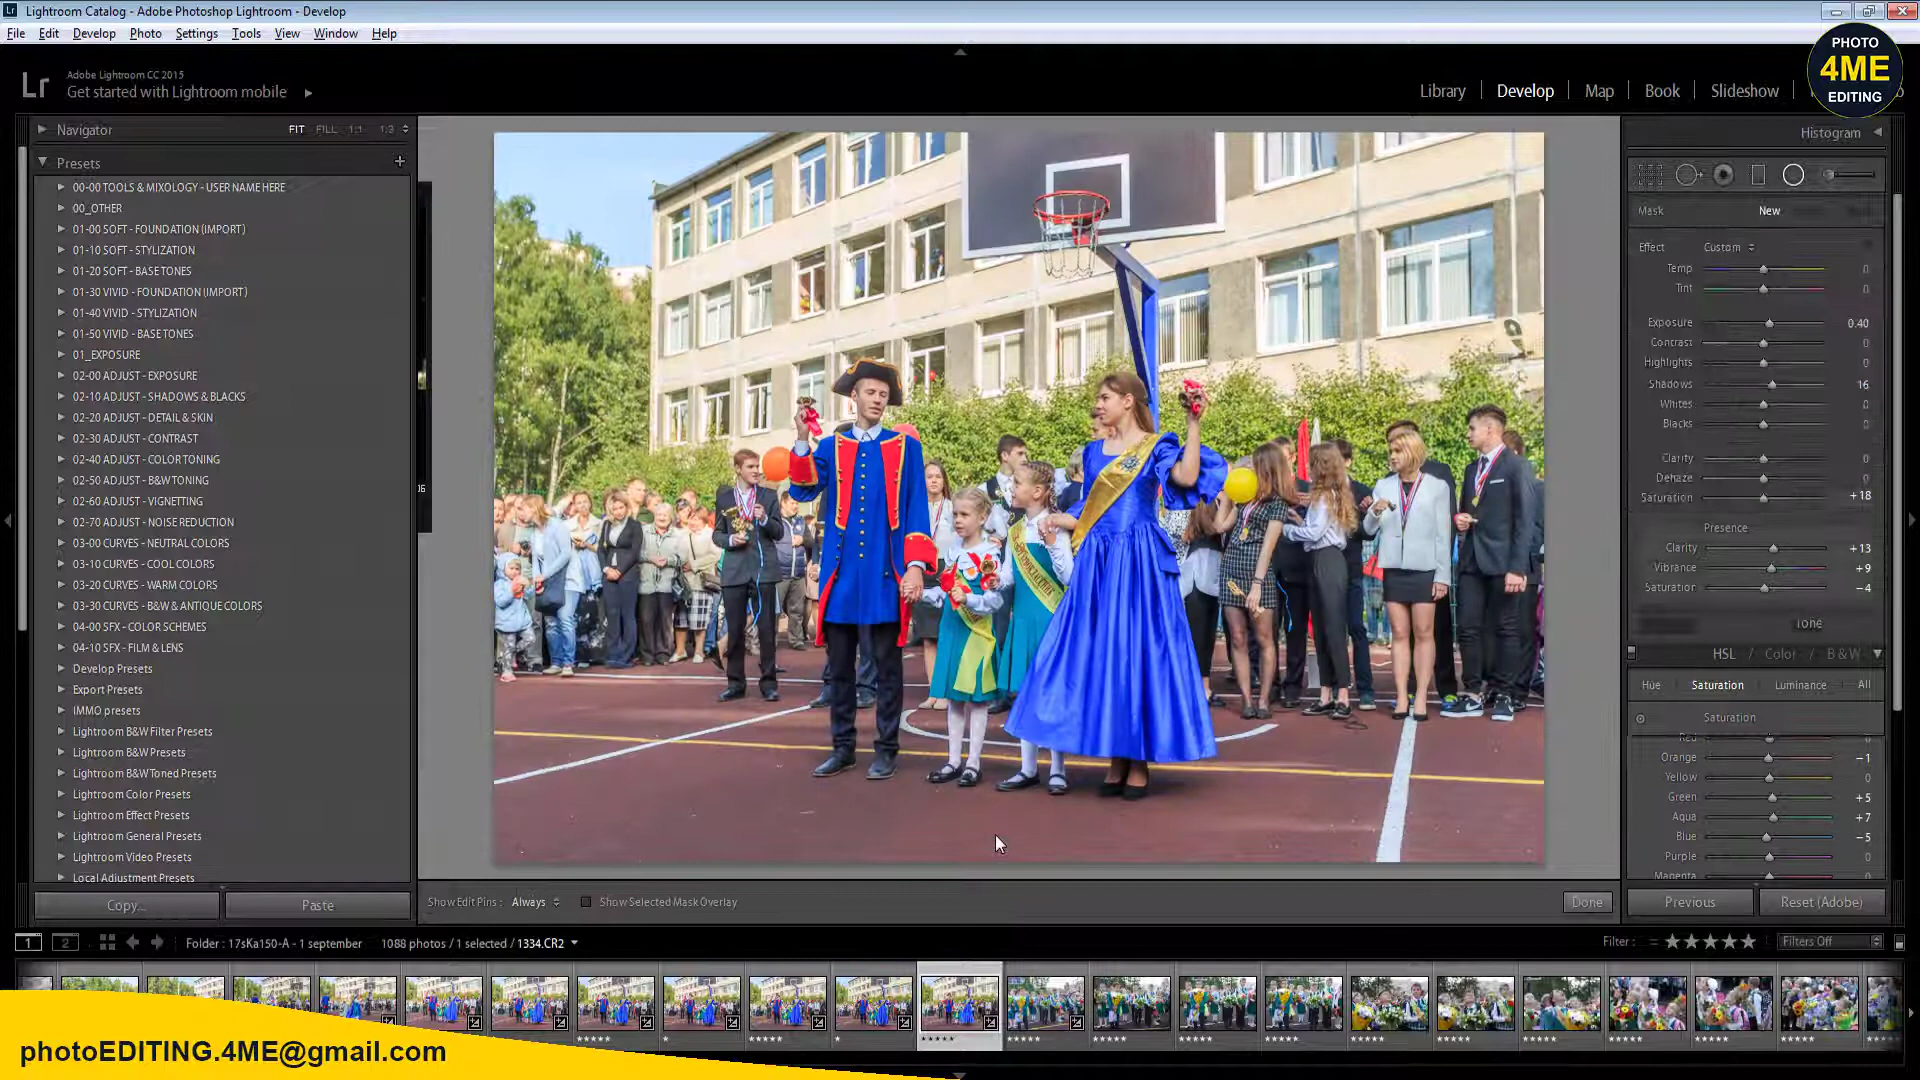 Lightroom Catalog - Adobe Photoshop Lightroom - Develop
File Edit Develop Photo Settings Tools View Window Help
PHOTO
4ME
EDITING
Lr
Adobe Lightroom CC 2015
Get started with Lightroom mobile
Library Develop Map Book Slideshow
Navigator FIT FILL 1:1 1:3
Histogram
Presets +
00-00 TOOLS & MIXOLOGY - USER NAME HERE
00_OTHER
01-00 SOFT - FOUNDATION (IMPORT)
01-10 SOFT - STYLIZATION
01-20 SOFT - BASE TONES
01-30 VIVID - FOUNDATION (IMPORT)
01-40 VIVID - STYLIZATION
01-50 VIVID - BASE TONES
01_EXPOSURE
02-00 ADJUST - EXPOSURE
02-10 ADJUST - SHADOWS & BLACKS
02-20 ADJUST - DETAIL & SKIN
02-30 ADJUST - CONTRAST
02-40 ADJUST - COLOR TONING
02-50 ADJUST - B&W TONING
02-60 ADJUST - VIGNETTING
02-70 ADJUST - NOISE REDUCTION
03-00 CURVES - NEUTRAL COLORS
03-10 CURVES - COOL COLORS
03-20 CURVES - WARM COLORS
03-30 CURVES - B&W & ANTIQUE COLORS
04-00 SFX - COLOR SCHEMES
04-10 SFX - FILM & LENS
Develop Presets
Export Presets
IMMO presets
Lightroom B&W Filter Presets
Lightroom B&W Presets
Lightroom B&W Toned Presets
Lightroom Color Presets
Lightroom Effect Presets
Lightroom General Presets
Lightroom Video Presets
Local Adjustment Presets
Copy... Paste
Mask New
Effect Custom
Temp 0
Tint 0
Exposure 0.40
Contrast 0
Highlights 0
Shadows 16
Whites 0
Blacks 0
Clarity 0
Dehaze 0
Saturation +18
Presence
Clarity +13
Vibrance +9
Saturation -4
Tone
HSL / Color / B & W
Hue Saturation Luminance All
Saturation
Red
Orange -1
Yellow 0
Green +5
Aqua +7
Blue -5
Purple 0
Magenta
Show Edit Pins : Always Show Selected Mask Overlay Done
Previous Reset (Adobe)
1 2 Folder : 17sKa150-A - 1 september 1088 photos / 1 selected / 1334.CR2
Filter : Filters Off
photoEDITING.4ME@gmail.com